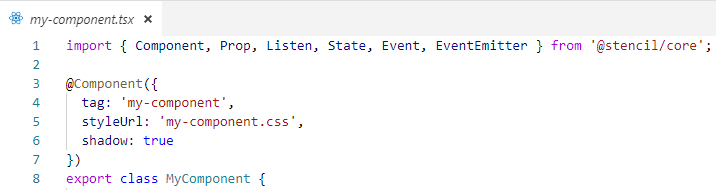 my-component.tsx ×
1 import { Component, Prop, Listen, State, Event, EventEmitter } from '@stencil/core';
2
3 @Component({
4 tag: 'my-component',
5 styleUrl: 'my-component.css',
6 shadow: true
7 })
8 export class MyComponent {